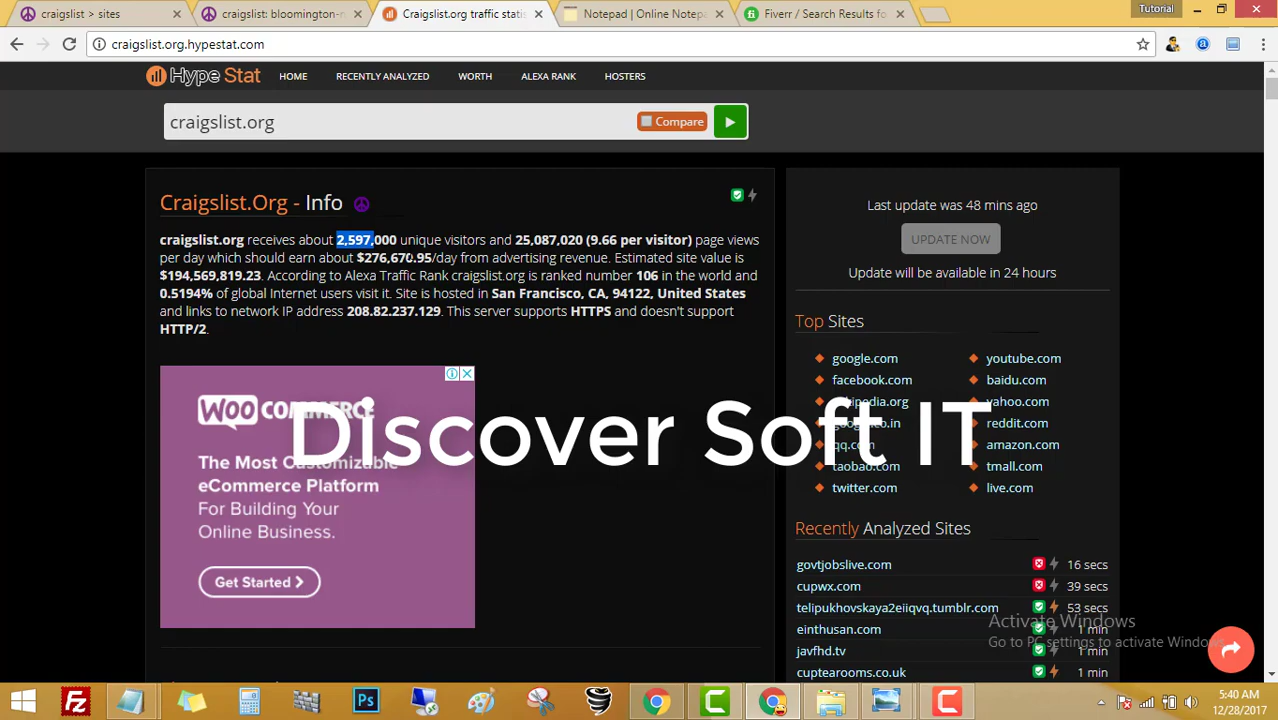 craigslist > sites
craigslist: bloomington-n
Craigslist.org traffic statis
Notepad | Online Notepa
Fiverr / Search Results fo
Tutorial
craigslist.org.hypestat.com
Hype Stat
HOME
RECENTLY ANALYZED
WORTH
ALEXA RANK
HOSTERS
craigslist.org
Compare
Craigslist.Org - Info
craigslist.org receives about 2,597,000 unique visitors and 25,087,020 (9.66 per visitor) page views
per day which should earn about $276,670.95/day from advertising revenue. Estimated site value is
$194,569,819.23. According to Alexa Traffic Rank craigslist.org is ranked number 106 in the world and
0.5194% of global Internet users visit it. Site is hosted in San Francisco, CA, 94122, United States
and links to network IP address 208.82.237.129. This server supports HTTPS and doesn't support
HTTP/2.
Last update was 48 mins ago
UPDATE NOW
Update will be available in 24 hours
WOO COMMERCE
The Most Customizable
eCommerce Platform
For Building Your
Online Business.
Get Started
Discover Soft IT
Top Sites
google.com
youtube.com
facebook.com
baidu.com
wikipedia.org
yahoo.com
google.co.in
reddit.com
qq.com
amazon.com
taobao.com
tmall.com
twitter.com
live.com
Recently Analyzed Sites
govtjobslive.com 16 secs
cupwx.com 39 secs
telipukhovskaya2eiiqvq.tumblr.com 53 secs
einthusan.com 1 min
javfhd.tv 1 min
cuptearooms.co.uk 1 min
Activate Windows
Go to PC settings to activate Windows.
Ps
5:40 AM
12/28/2017